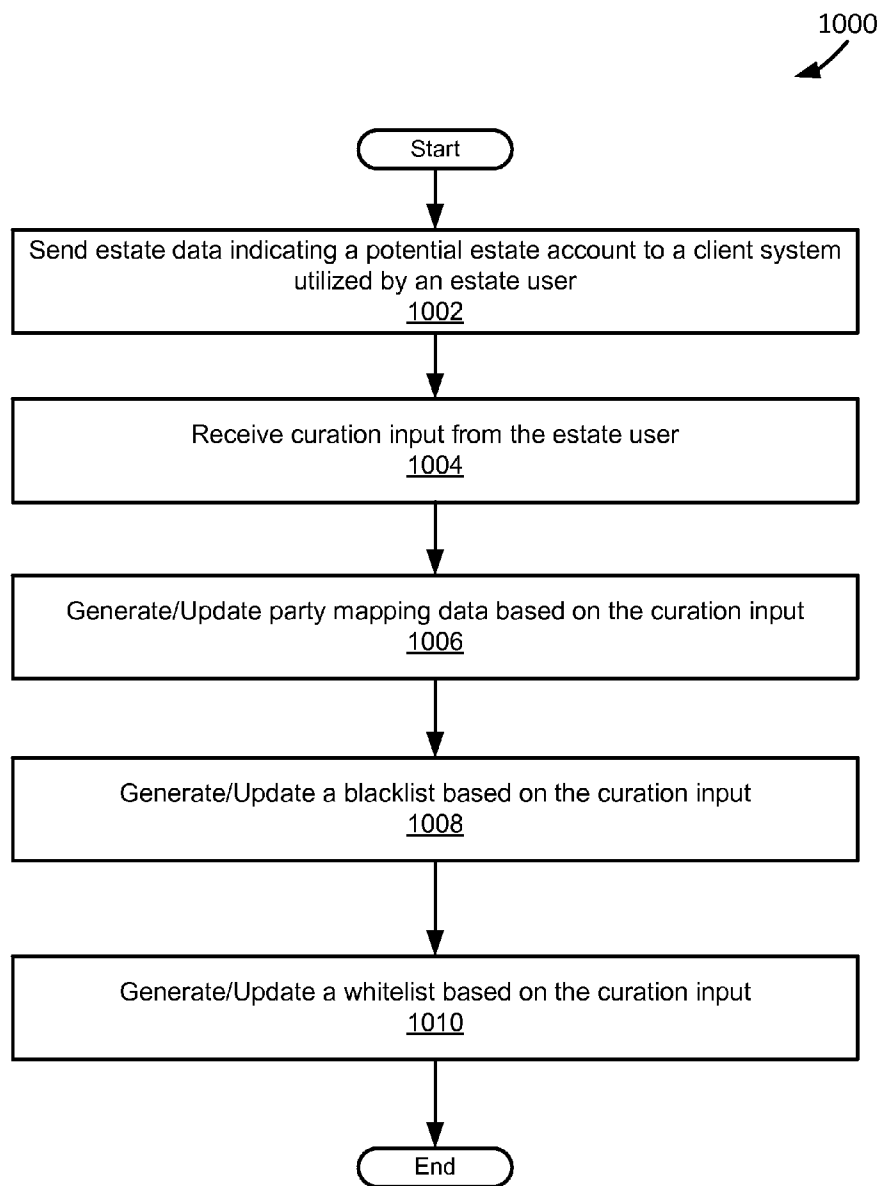 1000
Start
Send estate data indicating a potential estate account to a client system
utilized by an estate user
1002
Receive curation input from the estate user
1004
Generate/Update party mapping data based on the curation input
1006
Generate/Update a blacklist based on the curation input
1008
Generate/Update a whitelist based on the curation input
1010
End